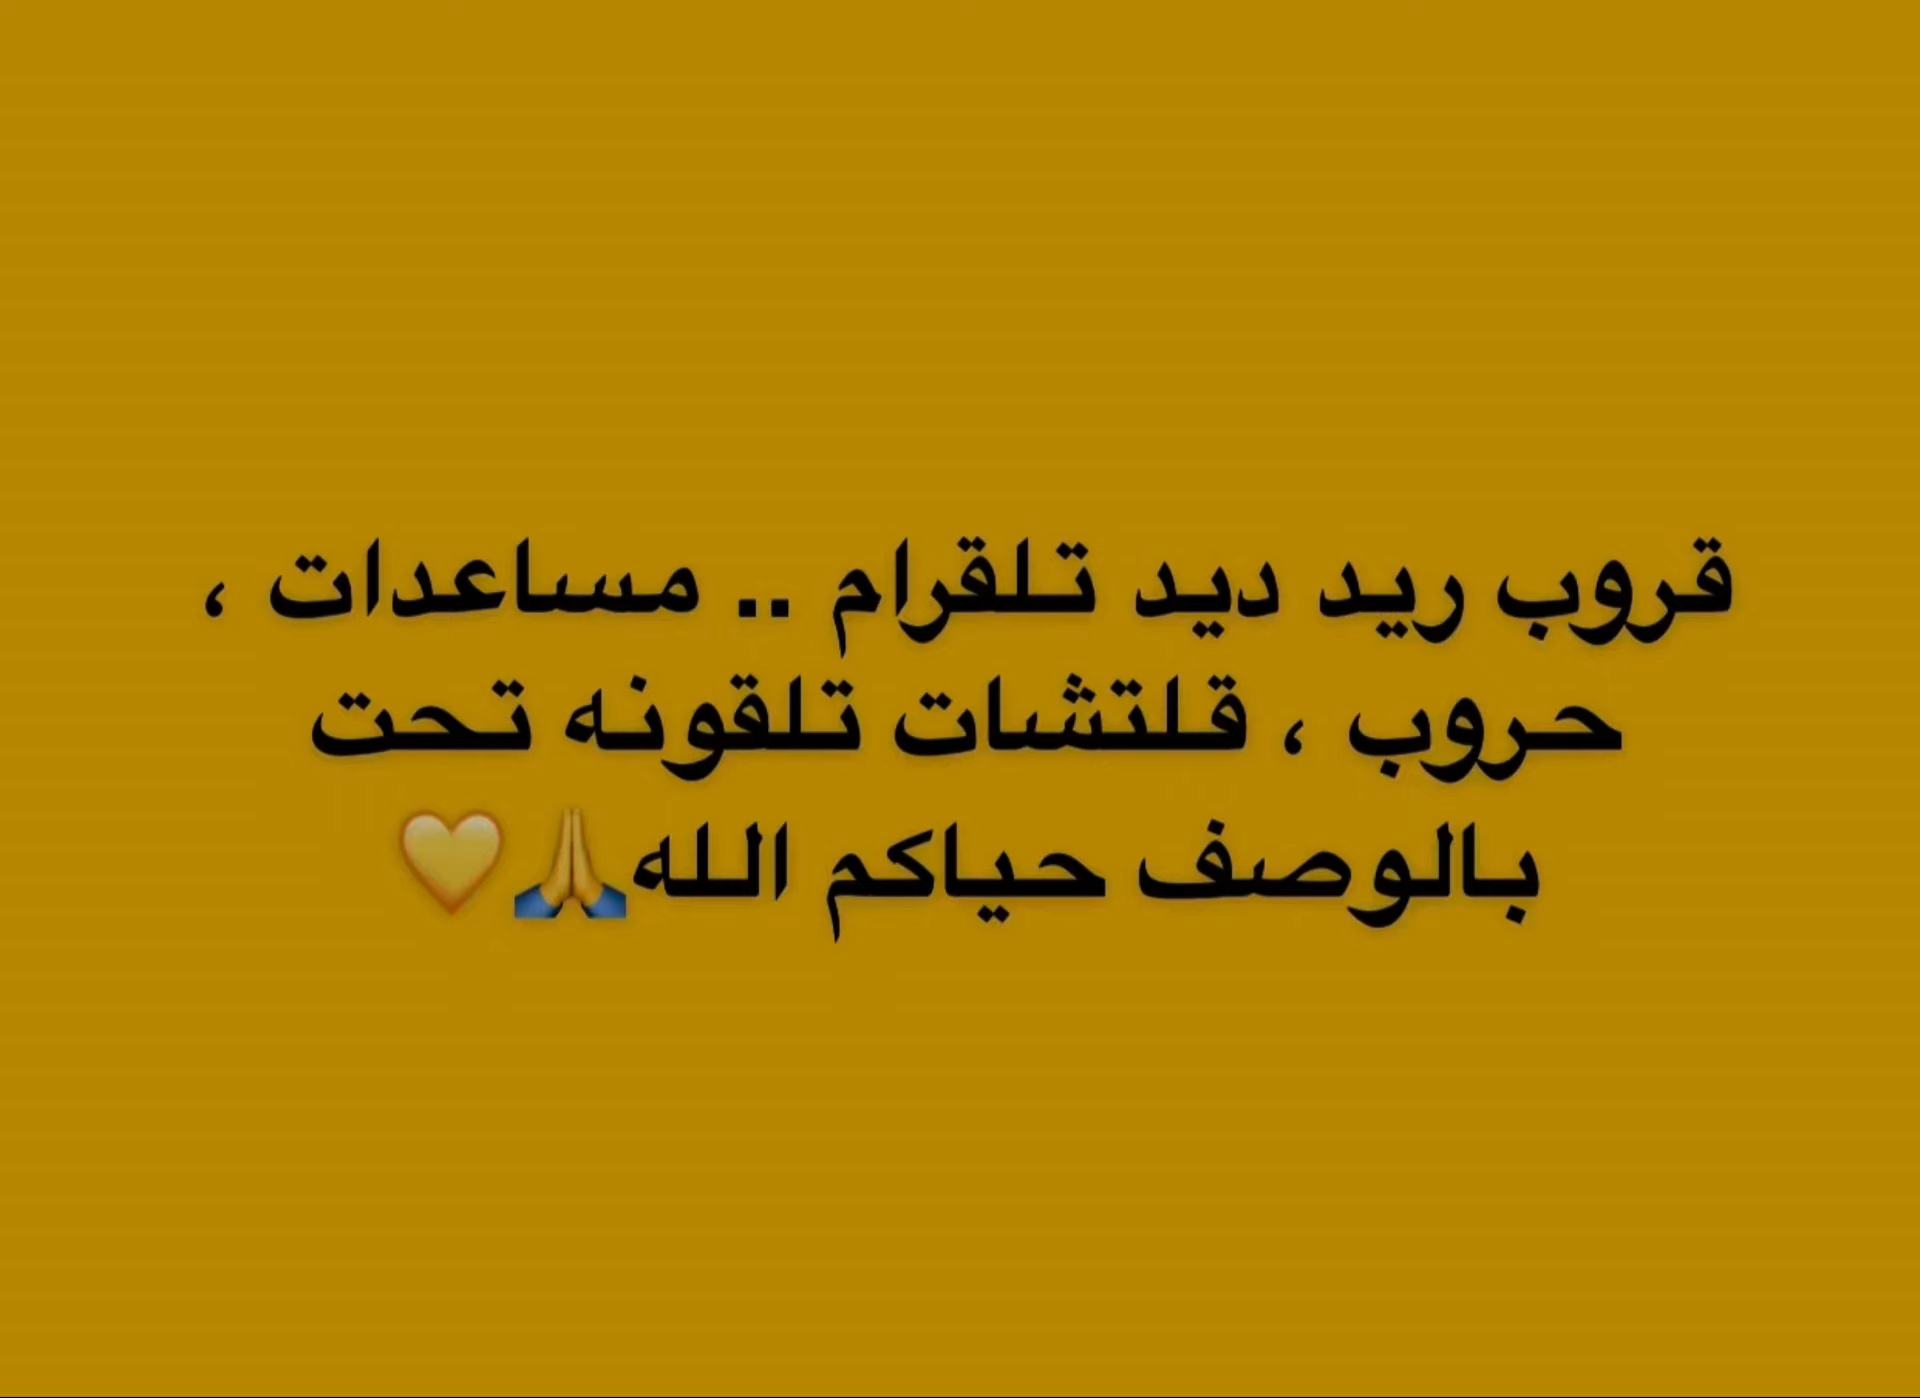 قروب ريد ديد تلقرام .. مساعدات ،
حروب ، قلتشات تلقونه تحت
بالوصف حياكم الله🙏💛